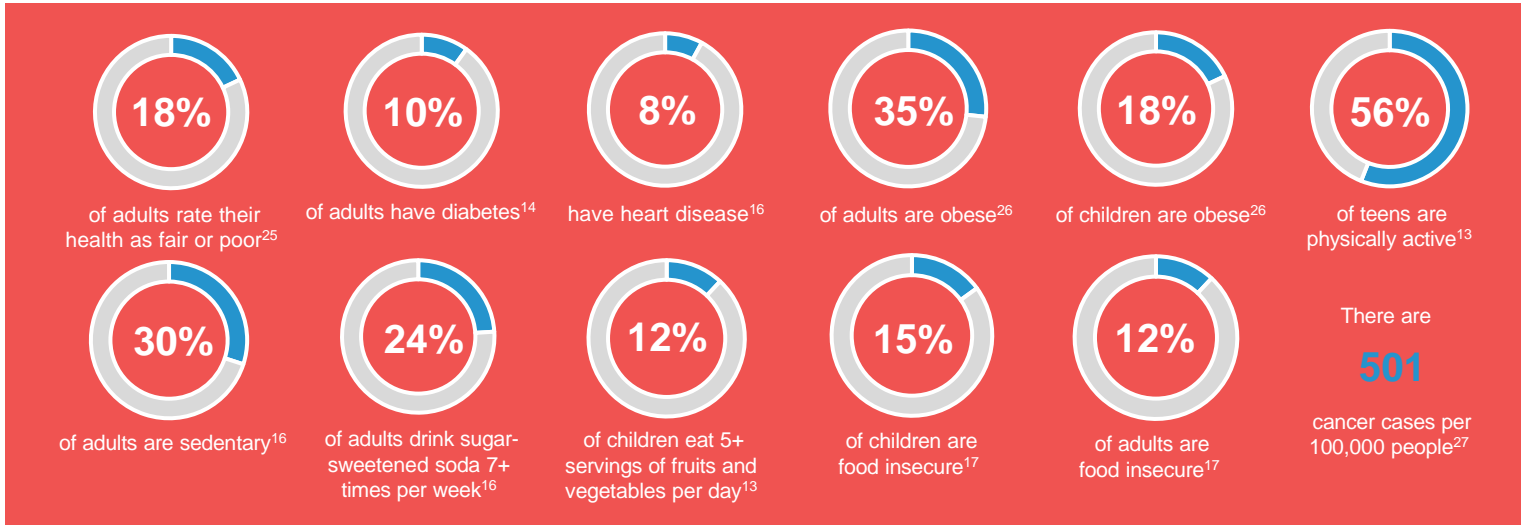 18%
of adults rate their
health as fair or poor25
10%
of adults have diabetes14
8%
have heart disease16
35%
of adults are obese26
18%
of children are obese26
56%
of teens are
physically active13
30%
of adults are sedentary16
24%
of adults drink sugar-
sweetened soda 7+
times per week16
12%
of children eat 5+
servings of fruits and
vegetables per day13
15%
of children are
food insecure17
12%
of adults are
food insecure17
There are
501
cancer cases per
100,000 people27